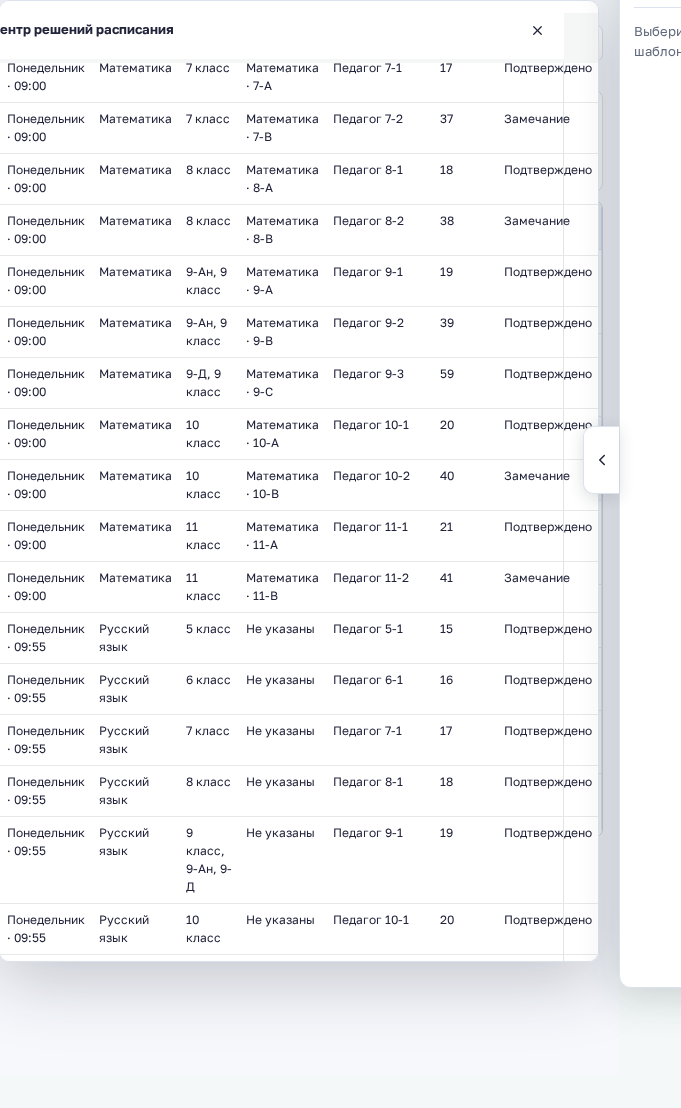 ентр решений расписания
Выбери
шаблон
Понедельник Математика 7 класс Математика Педагог 7-1 17 Подтверждено
· 09:00 · 7-A
Понедельник Математика 7 класс Математика Педагог 7-2 37 Замечание
· 09:00 · 7-B
Понедельник Математика 8 класс Математика Педагог 8-1 18 Подтверждено
· 09:00 · 8-A
Понедельник Математика 8 класс Математика Педагог 8-2 38 Замечание
· 09:00 · 8-B
Понедельник Математика 9-Ан, 9 Математика Педагог 9-1 19 Подтверждено
· 09:00 класс · 9-A
Понедельник Математика 9-Ан, 9 Математика Педагог 9-2 39 Подтверждено
· 09:00 класс · 9-B
Понедельник Математика 9-Д, 9 Математика Педагог 9-3 59 Подтверждено
· 09:00 класс · 9-C
Понедельник Математика 10 Математика Педагог 10-1 20 Подтверждено
· 09:00 класс · 10-A
Понедельник Математика 10 Математика Педагог 10-2 40 Замечание
· 09:00 класс · 10-B
Понедельник Математика 11 Математика Педагог 11-1 21 Подтверждено
· 09:00 класс · 11-A
Понедельник Математика 11 Математика Педагог 11-2 41 Замечание
· 09:00 класс · 11-B
Понедельник Русский 5 класс Не указаны Педагог 5-1 15 Подтверждено
· 09:55 язык
Понедельник Русский 6 класс Не указаны Педагог 6-1 16 Подтверждено
· 09:55 язык
Понедельник Русский 7 класс Не указаны Педагог 7-1 17 Подтверждено
· 09:55 язык
Понедельник Русский 8 класс Не указаны Педагог 8-1 18 Подтверждено
· 09:55 язык
Понедельник Русский 9 Не указаны Педагог 9-1 19 Подтверждено
· 09:55 язык класс,
9-Ан, 9-
Д
Понедельник Русский 10 Не указаны Педагог 10-1 20 Подтверждено
· 09:55 язык класс